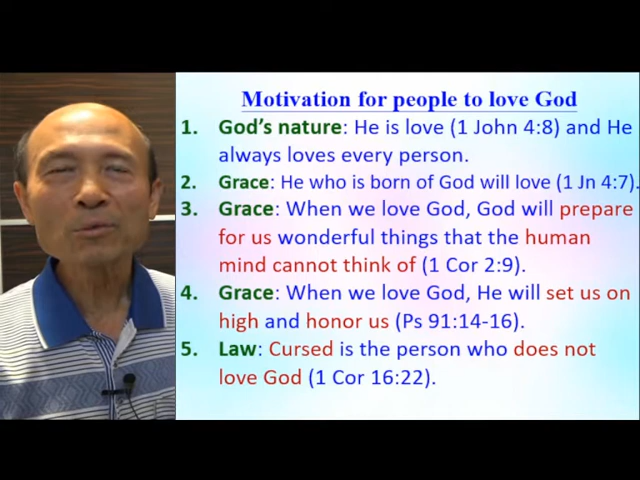 Motivation for people to love God
1. God's nature: He is love (1 John 4:8) and He
always loves every person.
2. Grace: He who is born of God will love (1 Jn 4:7).
3. Grace: When we love God, God will prepare
for us wonderful things that the human
mind cannot think of (1 Cor 2:9).
4. Grace: When we love God, He will set us on
high and honor us (Ps 91:14-16).
5. Law: Cursed is the person who does not
love God (1 Cor 16:22).